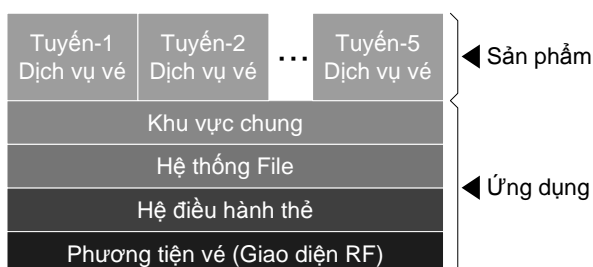 Tuyến-1
Dịch vụ vé
Tuyến-2
Dịch vụ vé
...
Tuyến-5
Dịch vụ vé
Sản phẩm
Khu vực chung
Hệ thống File
Hệ điều hành thẻ
Phương tiện vé (Giao diện RF)
Ứng dụng